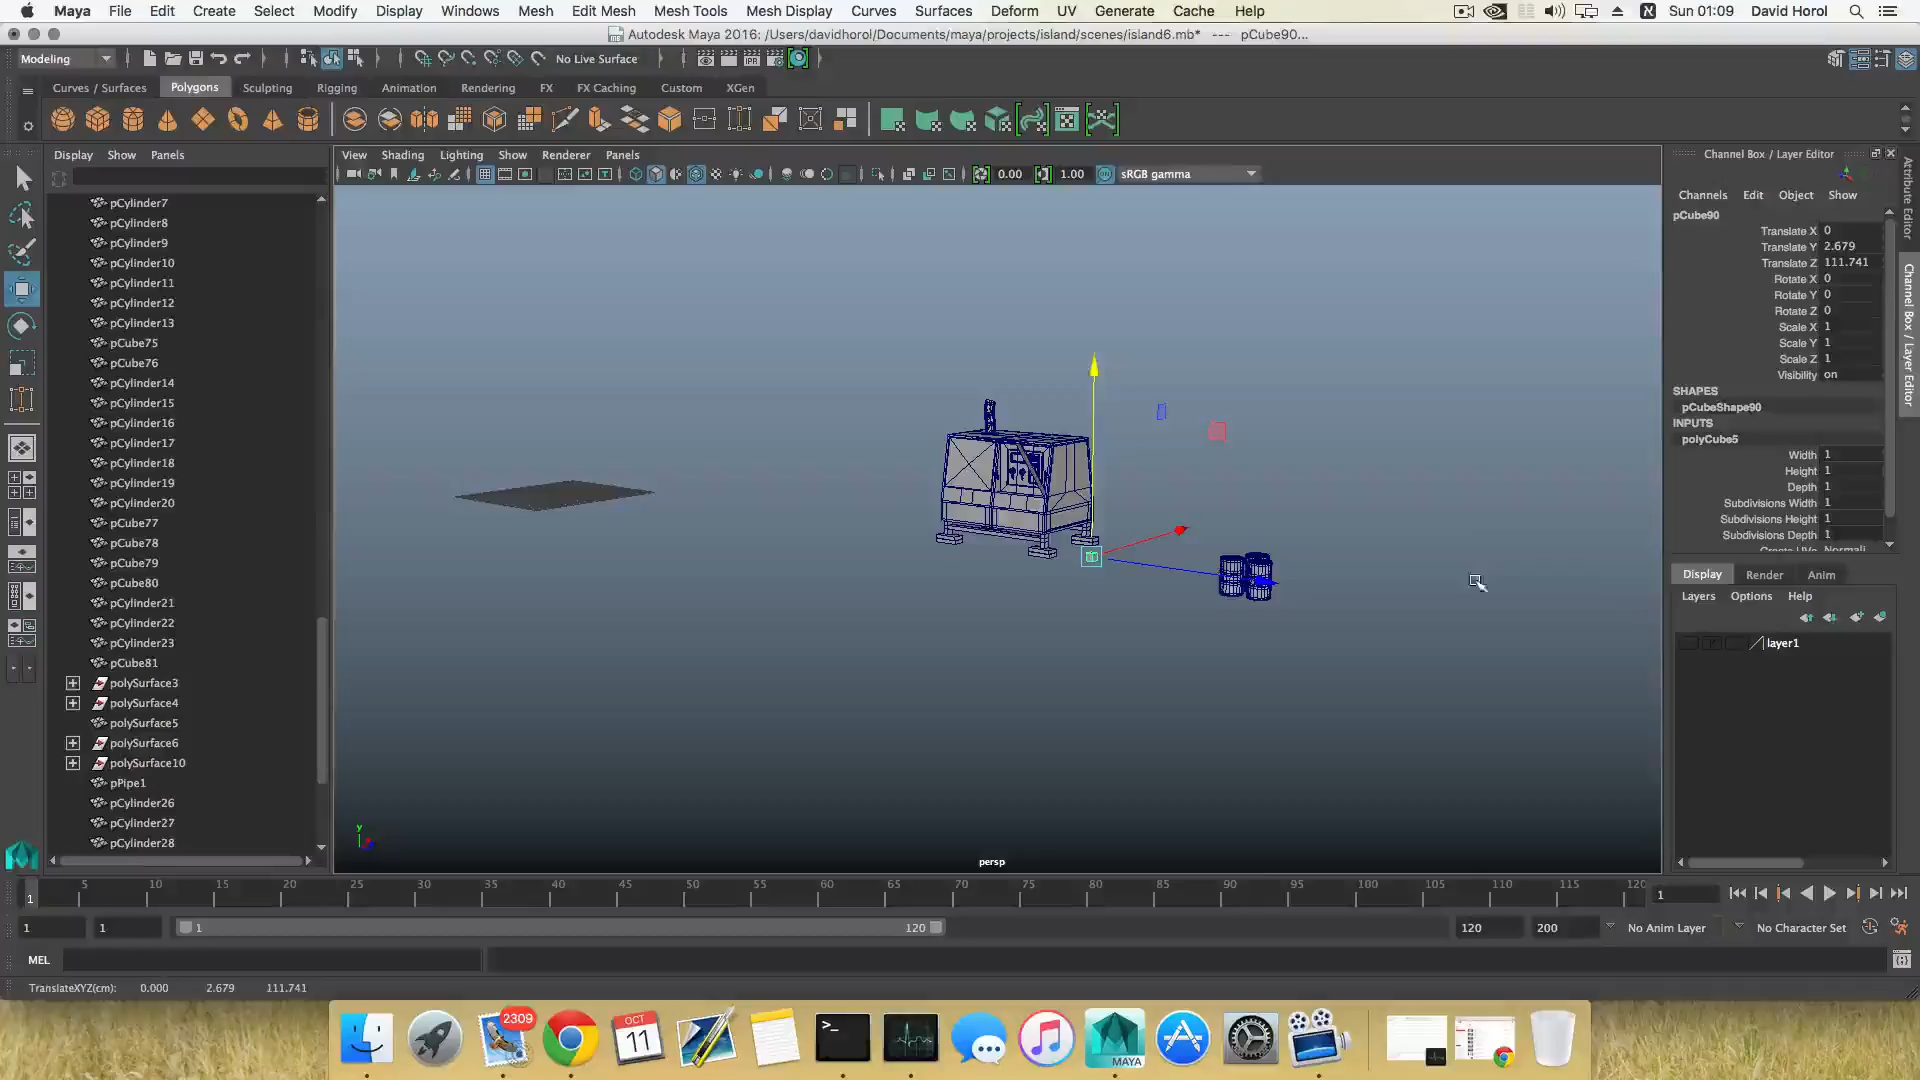 Maya File Edit Create Select Modify Display Windows Mesh Edit Mesh Mesh Tools Mesh Display Curves Surfaces Deform UV Generate Cache Help Sun 01:09 David Horol
Autodesk Maya 2016: /Users/davidhorol/Documents/maya/projects/island/scenes/island6.mb* --- pCube90...
Modeling No Live Surface
Curves / Surfaces Polygons Sculpting Rigging Animation Rendering FX FX Caching Custom XGen
Display Show Panels
View Shading Lighting Show Renderer Panels
0.00 1.00 sRGB gamma
pCylinder7
pCylinder8
pCylinder9
pCylinder10
pCylinder11
pCylinder12
pCylinder13
pCube75
pCube76
pCylinder14
pCylinder15
pCylinder16
pCylinder17
pCylinder18
pCylinder19
pCylinder20
pCube77
pCube78
pCube79
pCube80
pCylinder21
pCylinder22
pCylinder23
pCube81
polySurface3
polySurface4
polySurface5
polySurface6
polySurface10
pPipe1
pCylinder26
pCylinder27
pCylinder28
y
persp
Channel Box / Layer Editor
Channels Edit Object Show
pCube90
Translate X 0
Translate Y 2.679
Translate Z 111.741
Rotate X 0
Rotate Y 0
Rotate Z 0
Scale X 1
Scale Y 1
Scale Z 1
Visibility on
SHAPES
pCubeShape90
INPUTS
polyCube5
Width 1
Height 1
Depth 1
Subdivisions Width 1
Subdivisions Height 1
Subdivisions Depth 1
Create UVs Normali
Display Render Anim
Layers Options Help
layer1
Attribute Editor
Channel Box / Layer Editor
5 10 15 20 25 30 35 40 45 50 55 60 65 70 75 80 85 90 95 100 105 110 115 120
1 1
1 1 1 120 120 200 No Anim Layer No Character Set
MEL
TranslateXYZ(cm): 0.000 2.679 111.741
2309
OCT
11
>_
MAYA